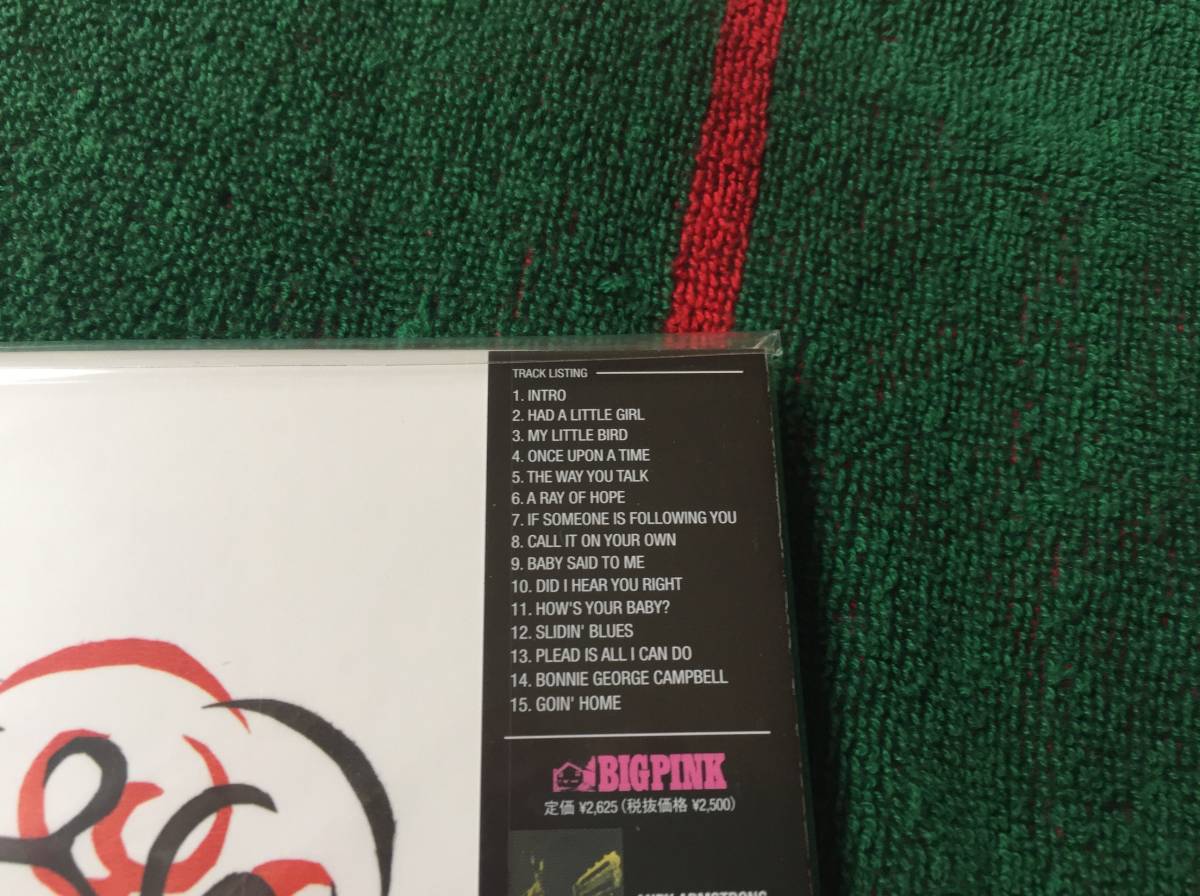 TRACK LISTING
1. INTRO
2. HAD A LITTLE GIRL
3. MY LITTLE BIRD
4. ONCE UPON A TIME
5. THE WAY YOU TALK
6. A RAY OF HOPE
7. IF SOMEONE IS FOLLOWING YOU
8. CALL IT ON YOUR OWN
9. BABY SAID TO ME
10. DID I HEAR YOU RIGHT
11. HOW'S YOUR BABY?
12. SLIDIN' BLUES
13. PLEAD IS ALL I CAN DO
14. BONNIE GEORGE CAMPBELL
15. GOIN' HOME
BIGPINK
定価 ¥2,625 (税抜価格 ¥2,500)
ARMSTRONG